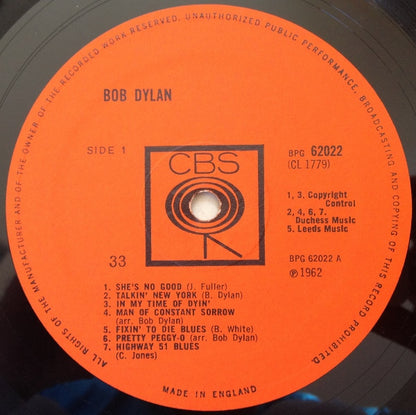 ALL RIGHTS OF THE MANUFACTURER AND OF THE OWNER OF THE RECORDED WORK RESERVED. UNAUTHORIZED PUBLIC PERFORMANCE, BROADCASTING AND COPYING OF THIS RECORD PROHIBITED.
BOB DYLAN
SIDE 1
CBS
BPG 62022
(CL 1779)
1, 3. Copyright
Control
2, 4, 6, 7.
Duchess Music
5. Leeds Music
33
BPG 62022 A
℗1962
1. SHE'S NO GOOD (J. Fuller)
2. TALKIN' NEW YORK (B. Dylan)
3. IN MY TIME OF DYIN'
4. MAN OF CONSTANT SORROW
(arr. Bob Dylan)
5. FIXIN' TO DIE BLUES (B. White)
6. PRETTY PEGGY-O (arr. Bob Dylan)
7. HIGHWAY 51 BLUES
(C. Jones)
MADE IN ENGLAND